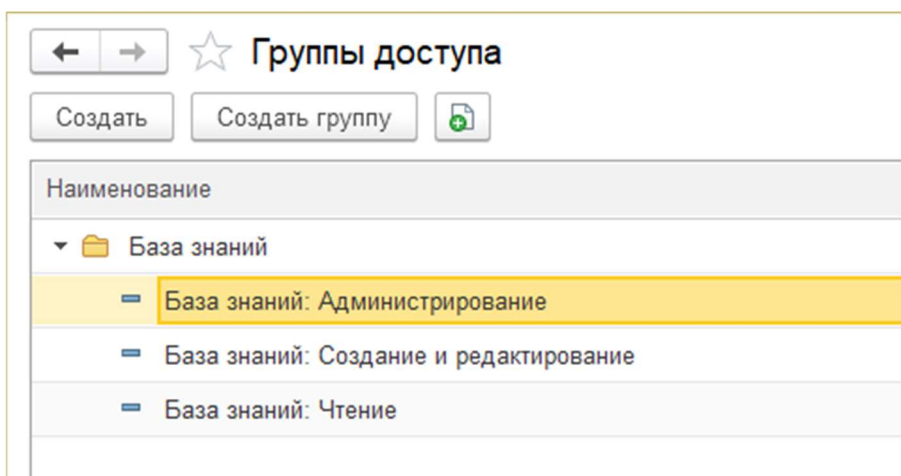 Группы доступа
Создать Создать группу
Наименование
База знаний
База знаний: Администрирование
База знаний: Создание и редактирование
База знаний: Чтение